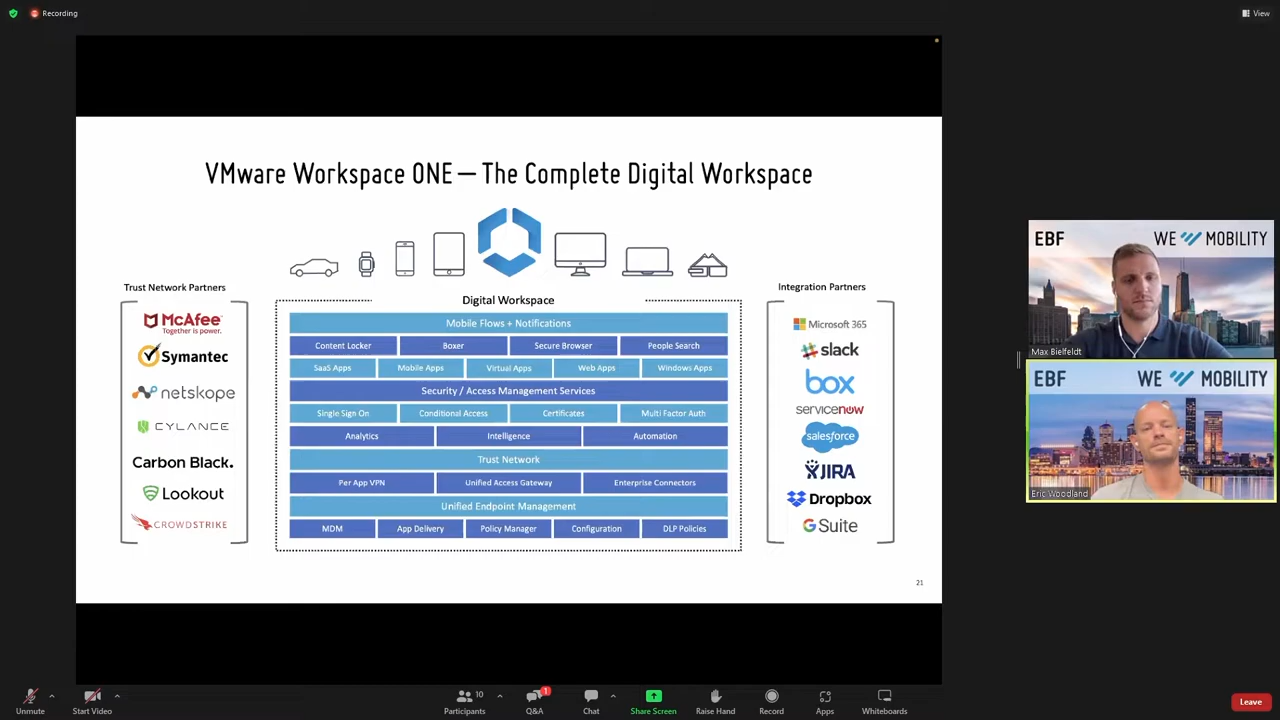 Recording
View
VMware Workspace ONE — The Complete Digital Workspace
Trust Network Partners
McAfee
Together is power.
Symantec
netskope
CYLANCE
Carbon Black.
Lookout
CROWDSTRIKE
Digital Workspace
Mobile Flows + Notifications
Content Locker Boxer Secure Browser People Search
SaaS Apps Mobile Apps Virtual Apps Web Apps Windows Apps
Security / Access Management Services
Single Sign On Conditional Access Certificates Multi Factor Auth
Analytics Intelligence Automation
Trust Network
Per App VPN Unified Access Gateway Enterprise Connectors
Unified Endpoint Management
MDM App Delivery Policy Manager Configuration DLP Policies
Integration Partners
Microsoft 365
slack
box
servicenow
salesforce
JIRA
Dropbox
G Suite
21
EBF WE MOBILITY
Max Bielfeldt
EBF WE MOBILITY
Eric Woodland
Unmute Start Video Participants 10 Q&A 1 Chat Share Screen Raise Hand Record Apps Whiteboards Leave